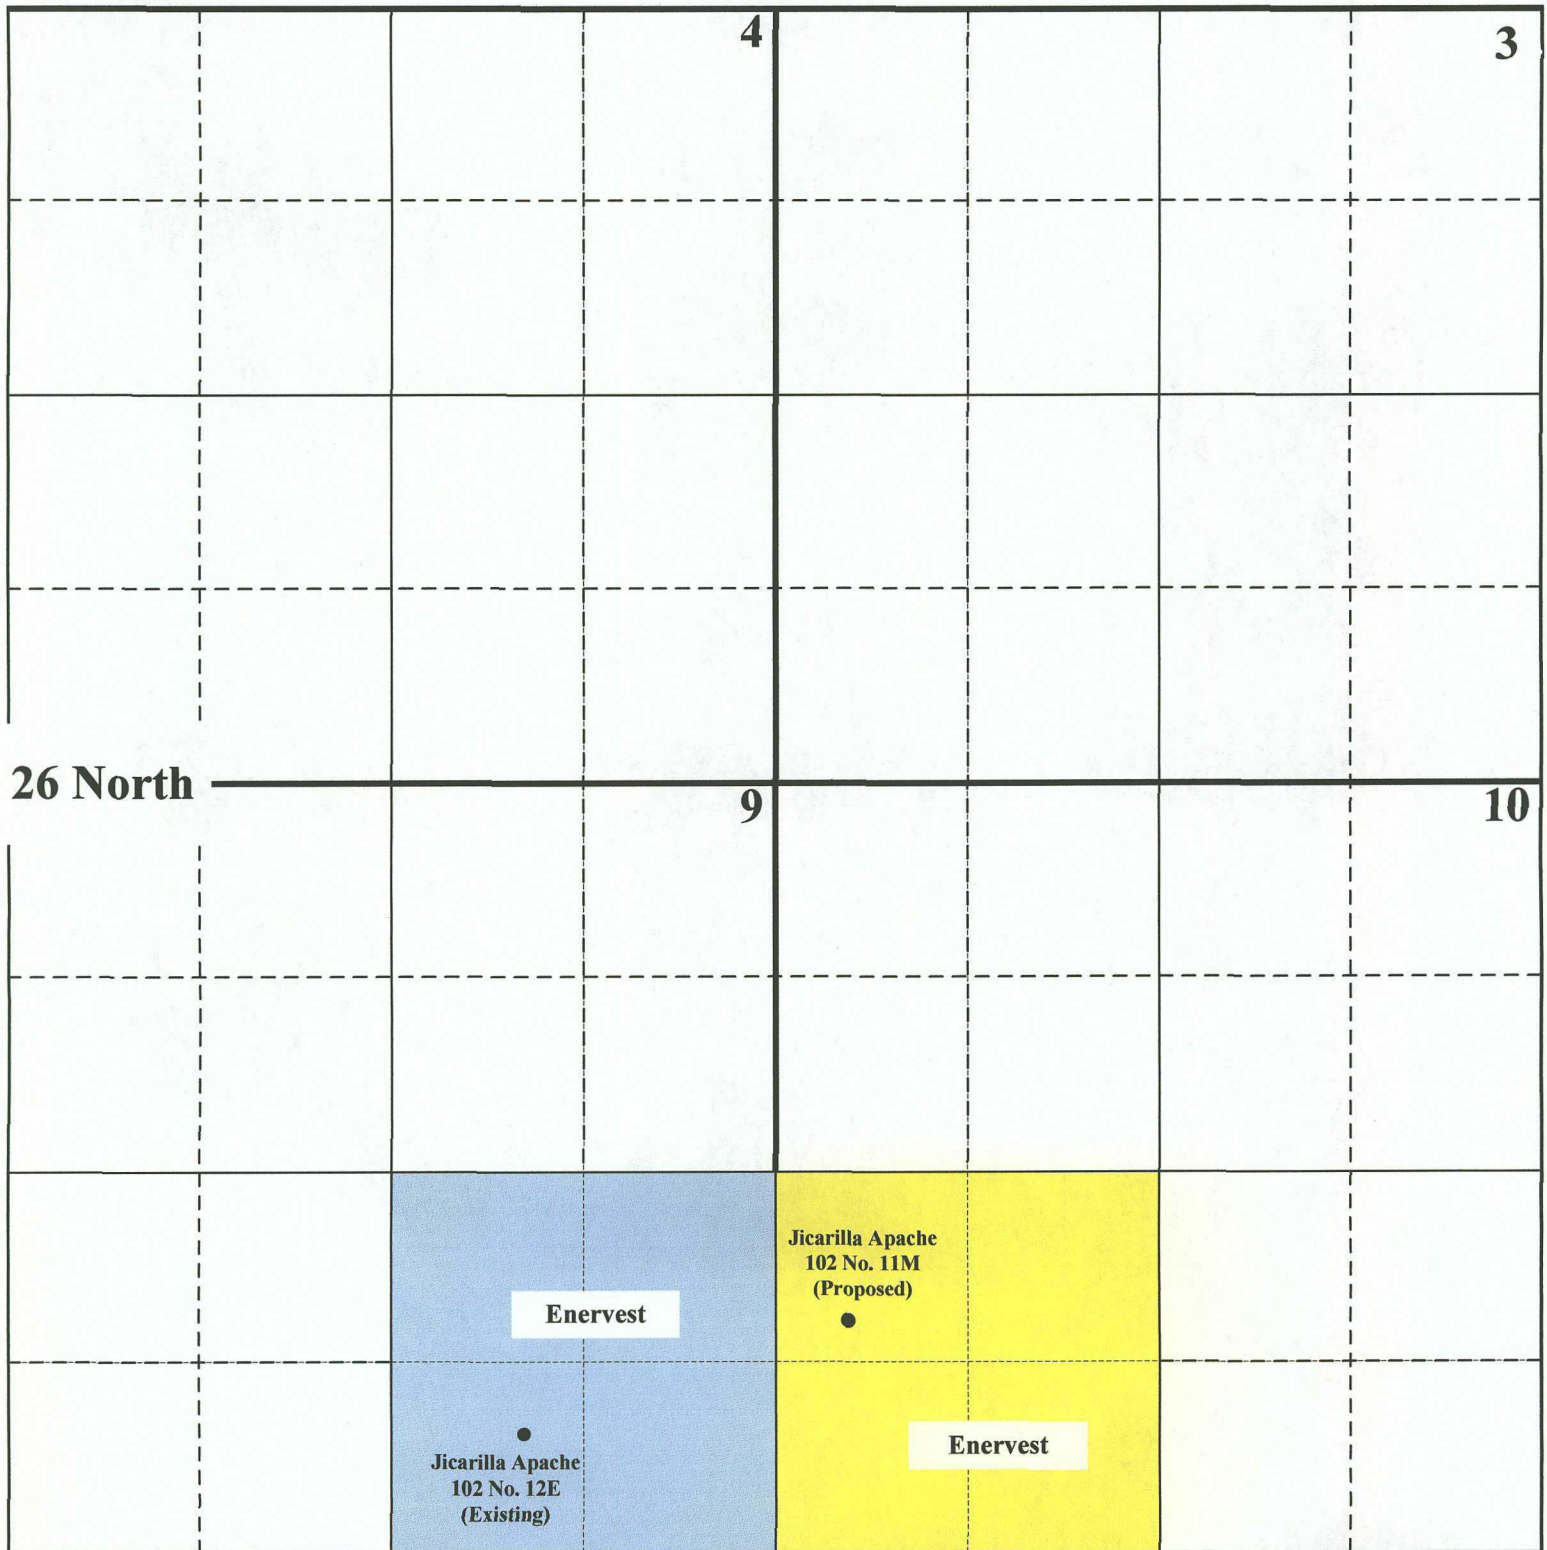 4
3
26 North
9
10
Jicarilla Apache
102 No. 11M
(Proposed)
Enervest
Enervest
Jicarilla Apache
102 No. 12E
(Existing)